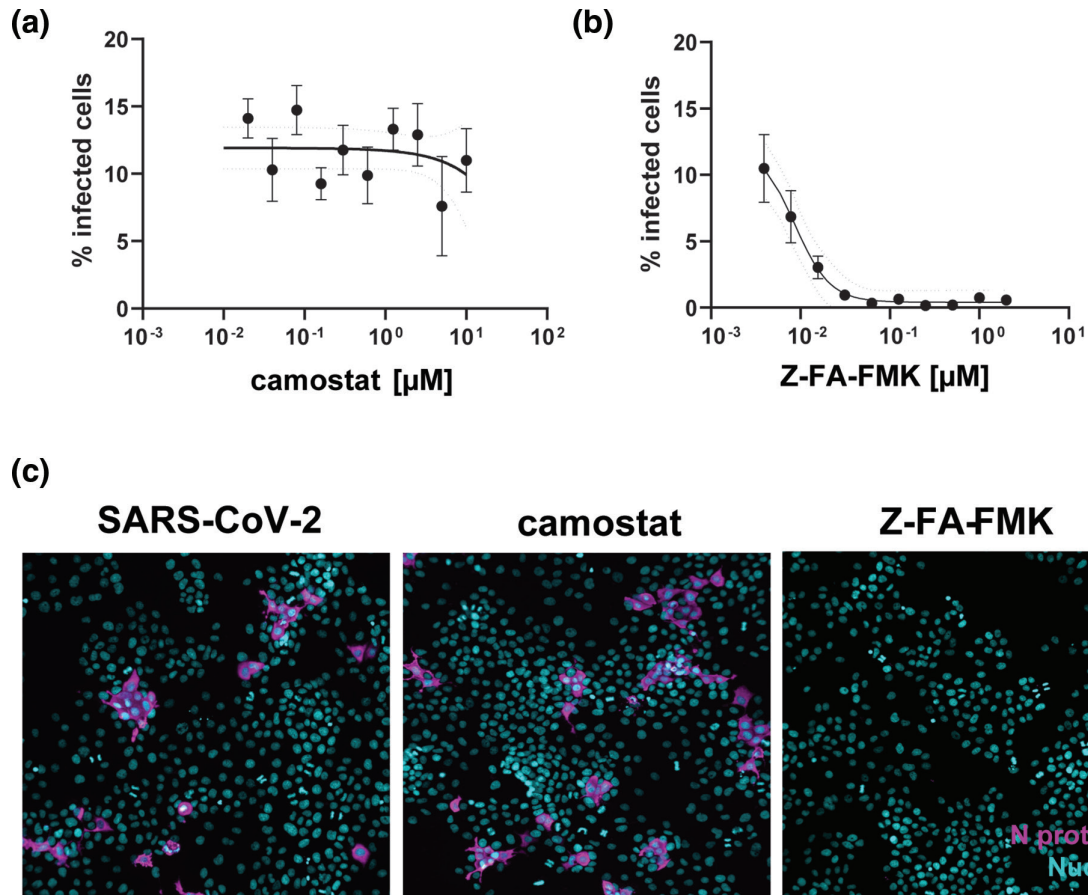 (a)
20
15
10
5
0
% infected cells
10⁻³ 10⁻² 10⁻¹ 10⁰ 10¹ 10²
camostat [µM]
(b)
20
15
10
5
0
% infected cells
10⁻³ 10⁻² 10⁻¹ 10⁰ 10¹
Z-FA-FMK [µM]
(c)
SARS-CoV-2
camostat
Z-FA-FMK
N prot
Nu